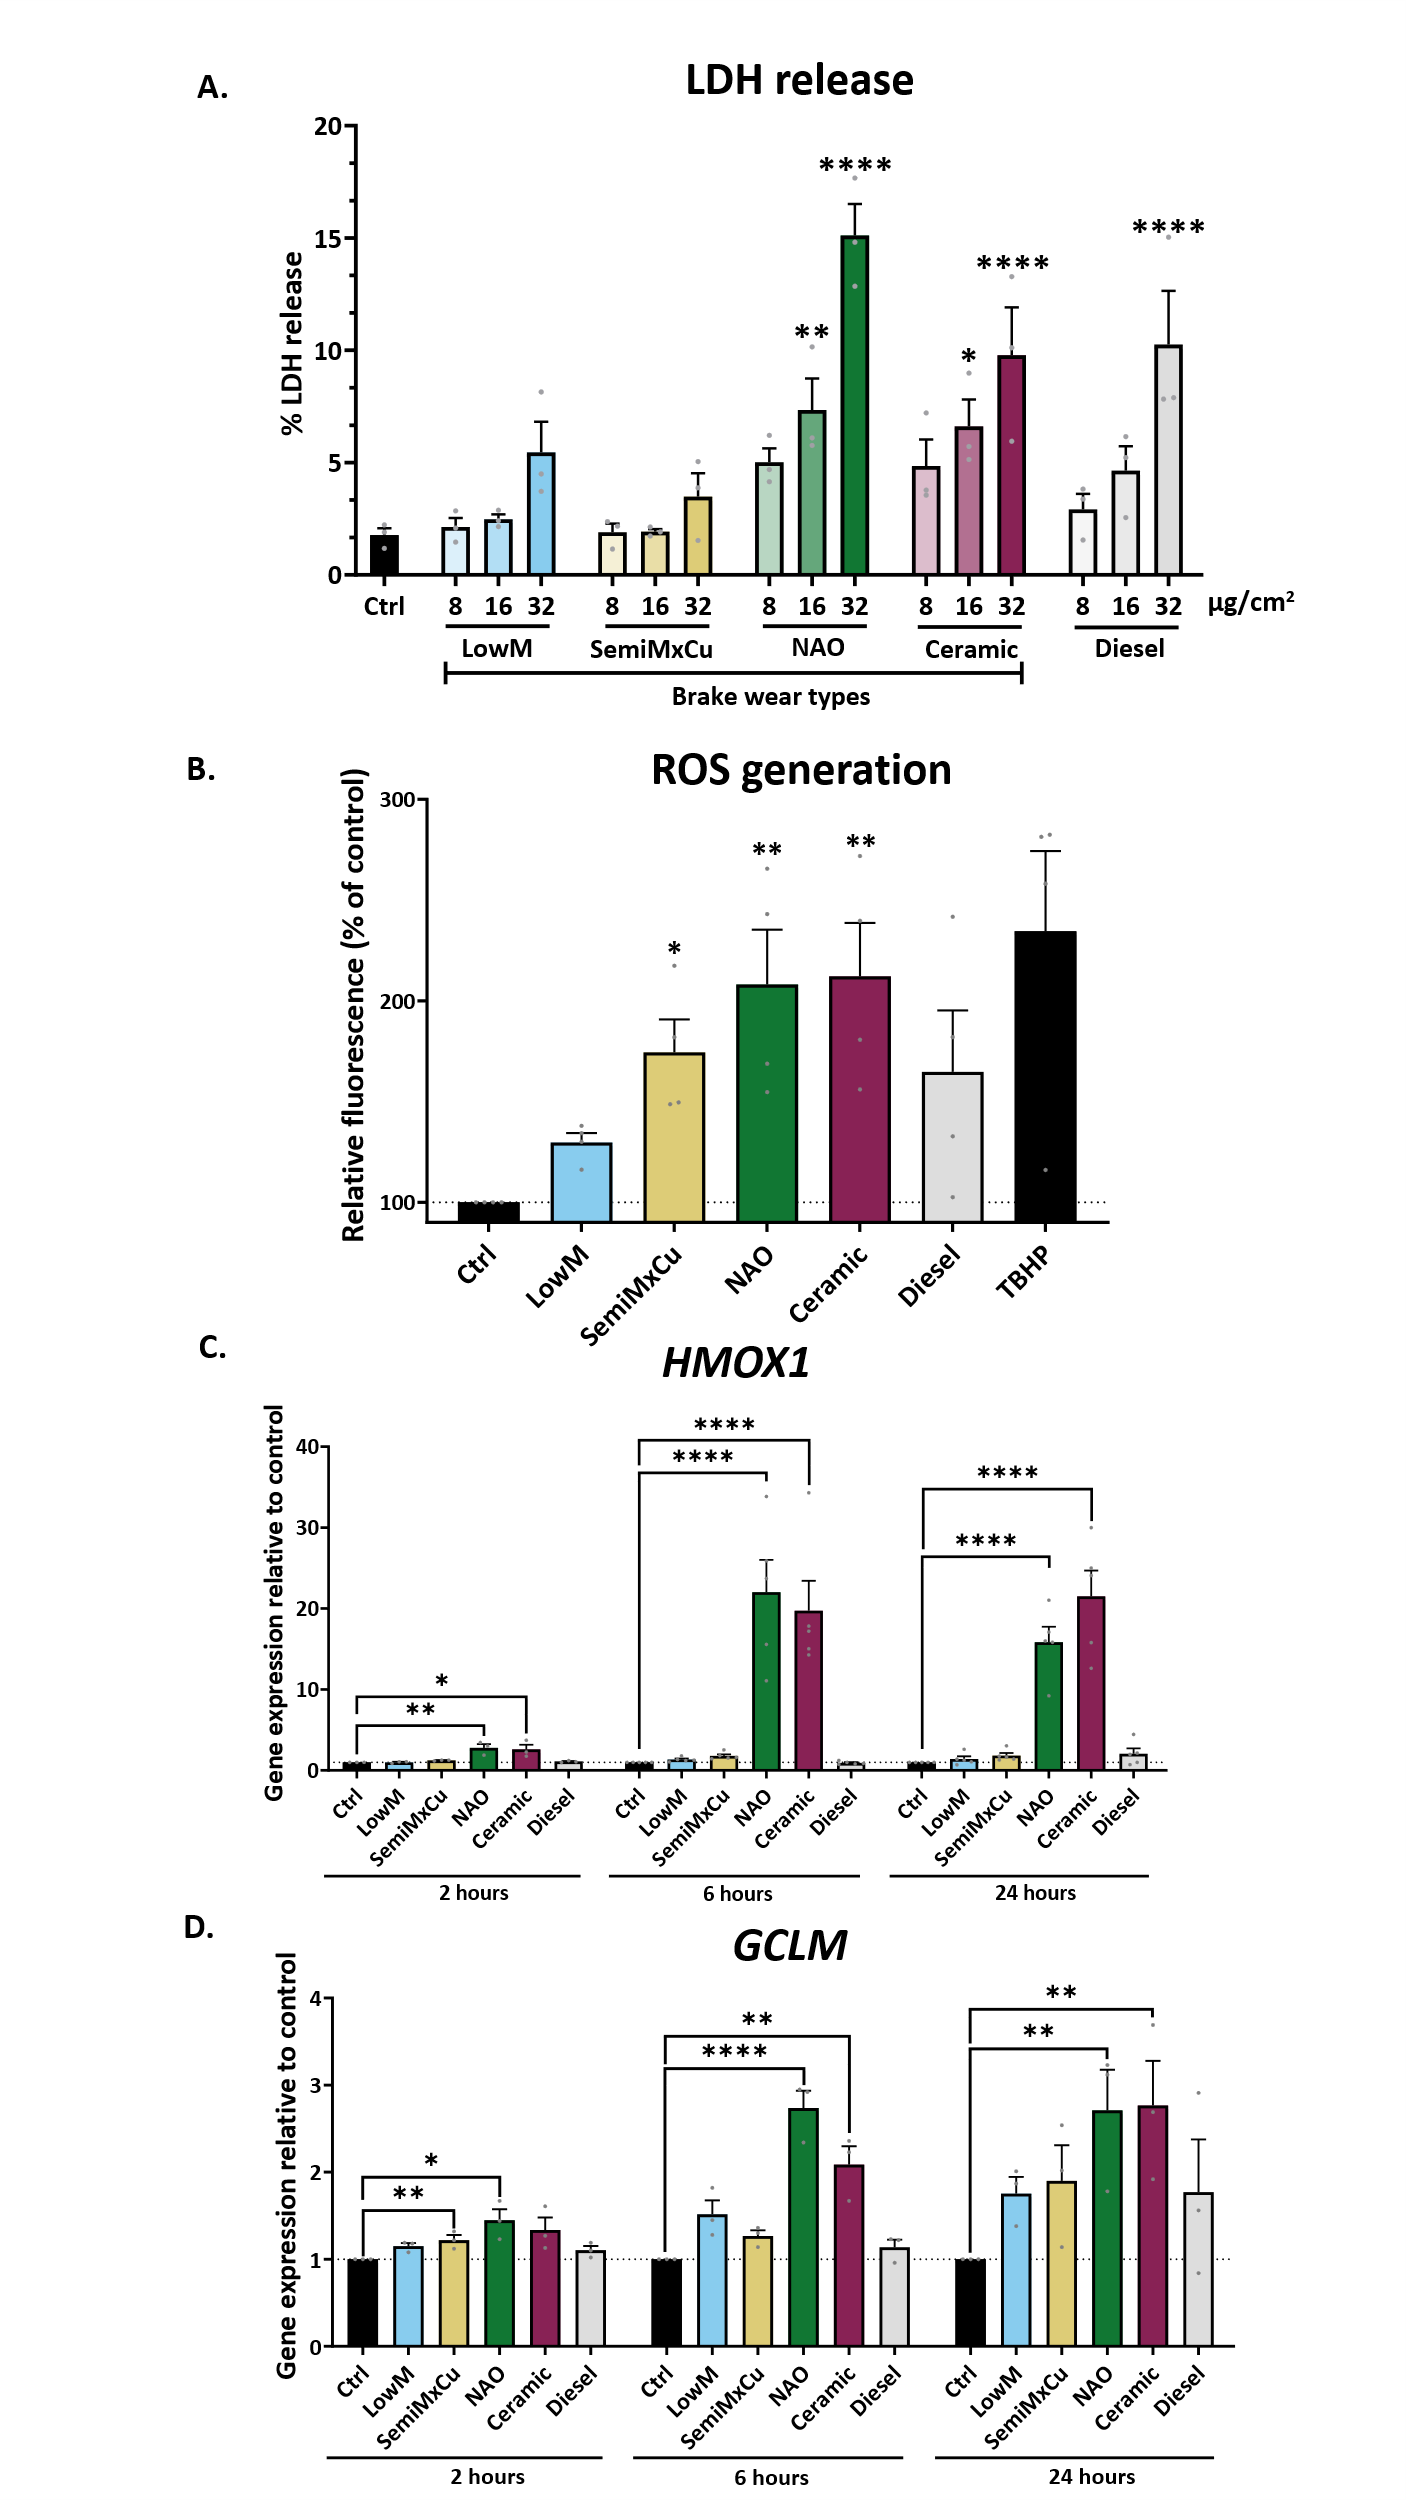 A.
LDH release
% LDH release
20
15
10
5
0
**** 
**
*
****
****
Ctrl 8 16 32 8 16 32 8 16 32 8 16 32 8 16 32 µg/cm²
LowM SemiMxCu NAO Ceramic Diesel
Brake wear types
B.
ROS generation
Relative fluorescence (% of control)
300
200
100
*
**
**
Ctrl LowM SemiMxCu NAO Ceramic Diesel TBHP
C.
HMOX1
Gene expression relative to control
40
30
20
10
0
*
**
****
****
****
****
Ctrl LowM SemiMxCu NAO Ceramic Diesel Ctrl LowM SemiMxCu NAO Ceramic Diesel Ctrl LowM SemiMxCu NAO Ceramic Diesel
2 hours 6 hours 24 hours
D.
GCLM
Gene expression relative to control
4
3
2
1
0
*
**
**
****
**
**
Ctrl LowM SemiMxCu NAO Ceramic Diesel Ctrl LowM SemiMxCu NAO Ceramic Diesel Ctrl LowM SemiMxCu NAO Ceramic Diesel
2 hours 6 hours 24 hours